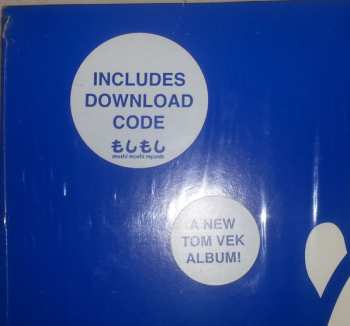 INCLUDES
DOWNLOAD
CODE
もしもし
moshi moshi records
A NEW
TOM VEK
ALBUM!